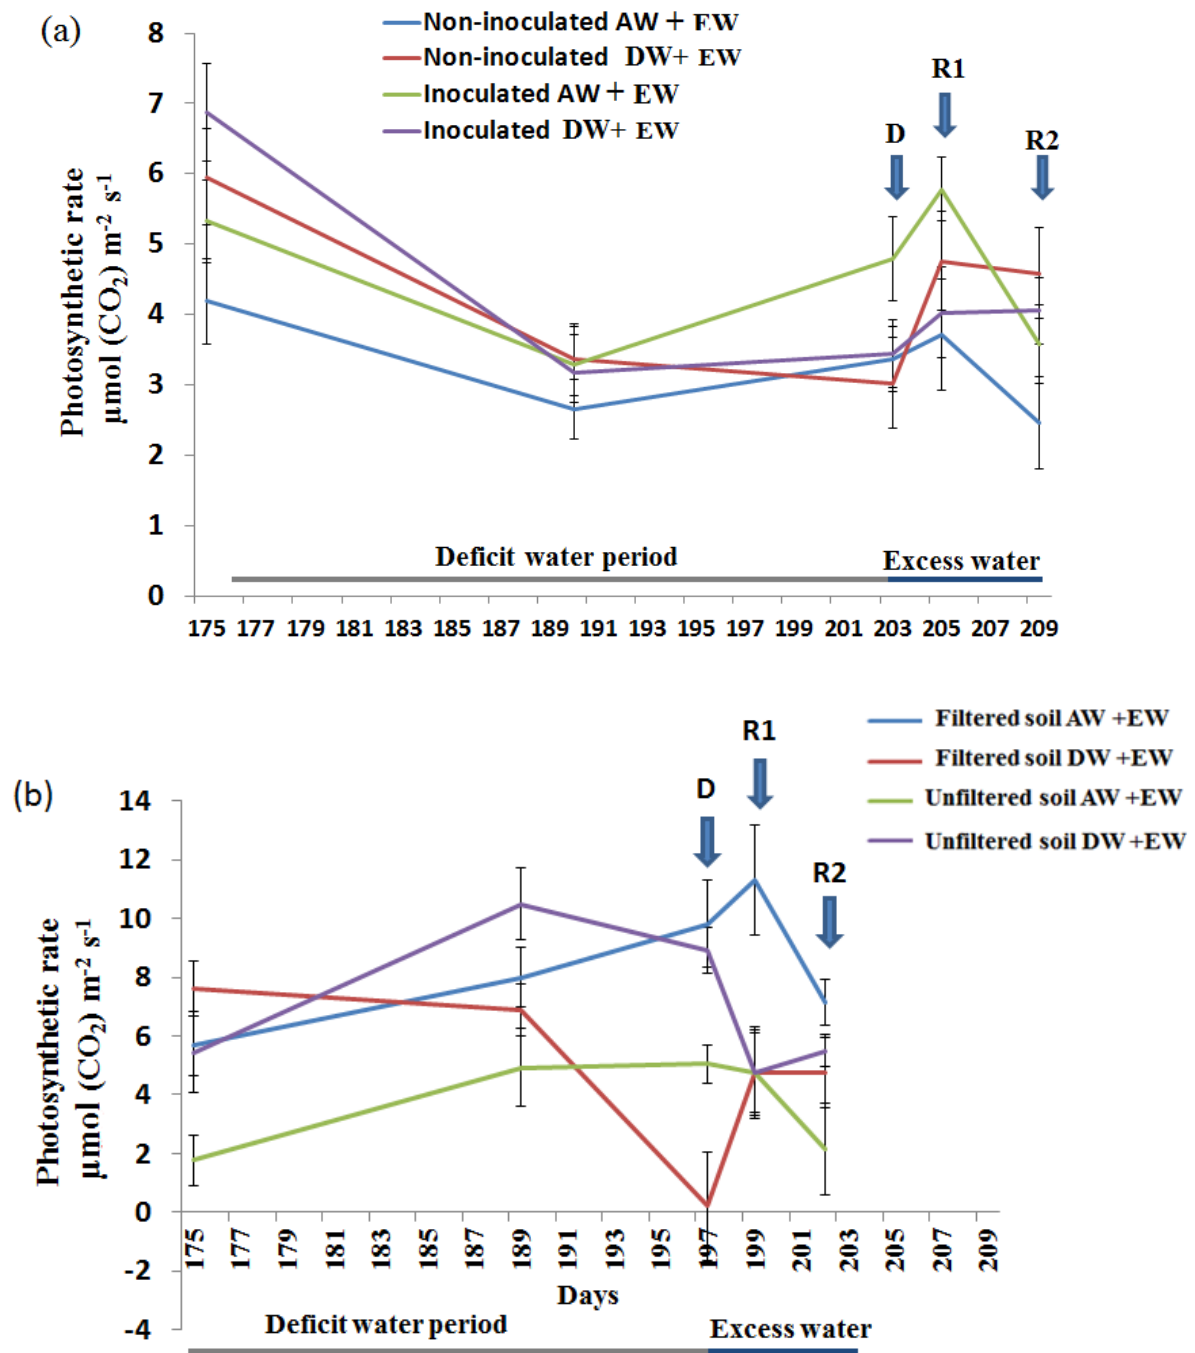 (a)
Non-inoculated AW + EW
Non-inoculated DW+ EW
Inoculated AW + EW
Inoculated DW+ EW
D
R1
R2
Photosynthetic rate
µmol (CO₂) m⁻² s⁻¹
8
7
6
5
4
3
2
1
0
Deficit water period
Excess water
175 177 179 181 183 185 187 189 191 193 195 197 199 201 203 205 207 209
(b)
Filtered soil AW +EW
Filtered soil DW +EW
Unfiltered soil AW +EW
Unfiltered soil DW +EW
D
R1
R2
Photosynthetic rate
µmol (CO₂) m⁻² s⁻¹
14
12
10
8
6
4
2
0
-2
-4
175 177 179 181 183 185 187 189 191 193 195 197 199 201 203 205 207 209
Days
Deficit water period
Excess water